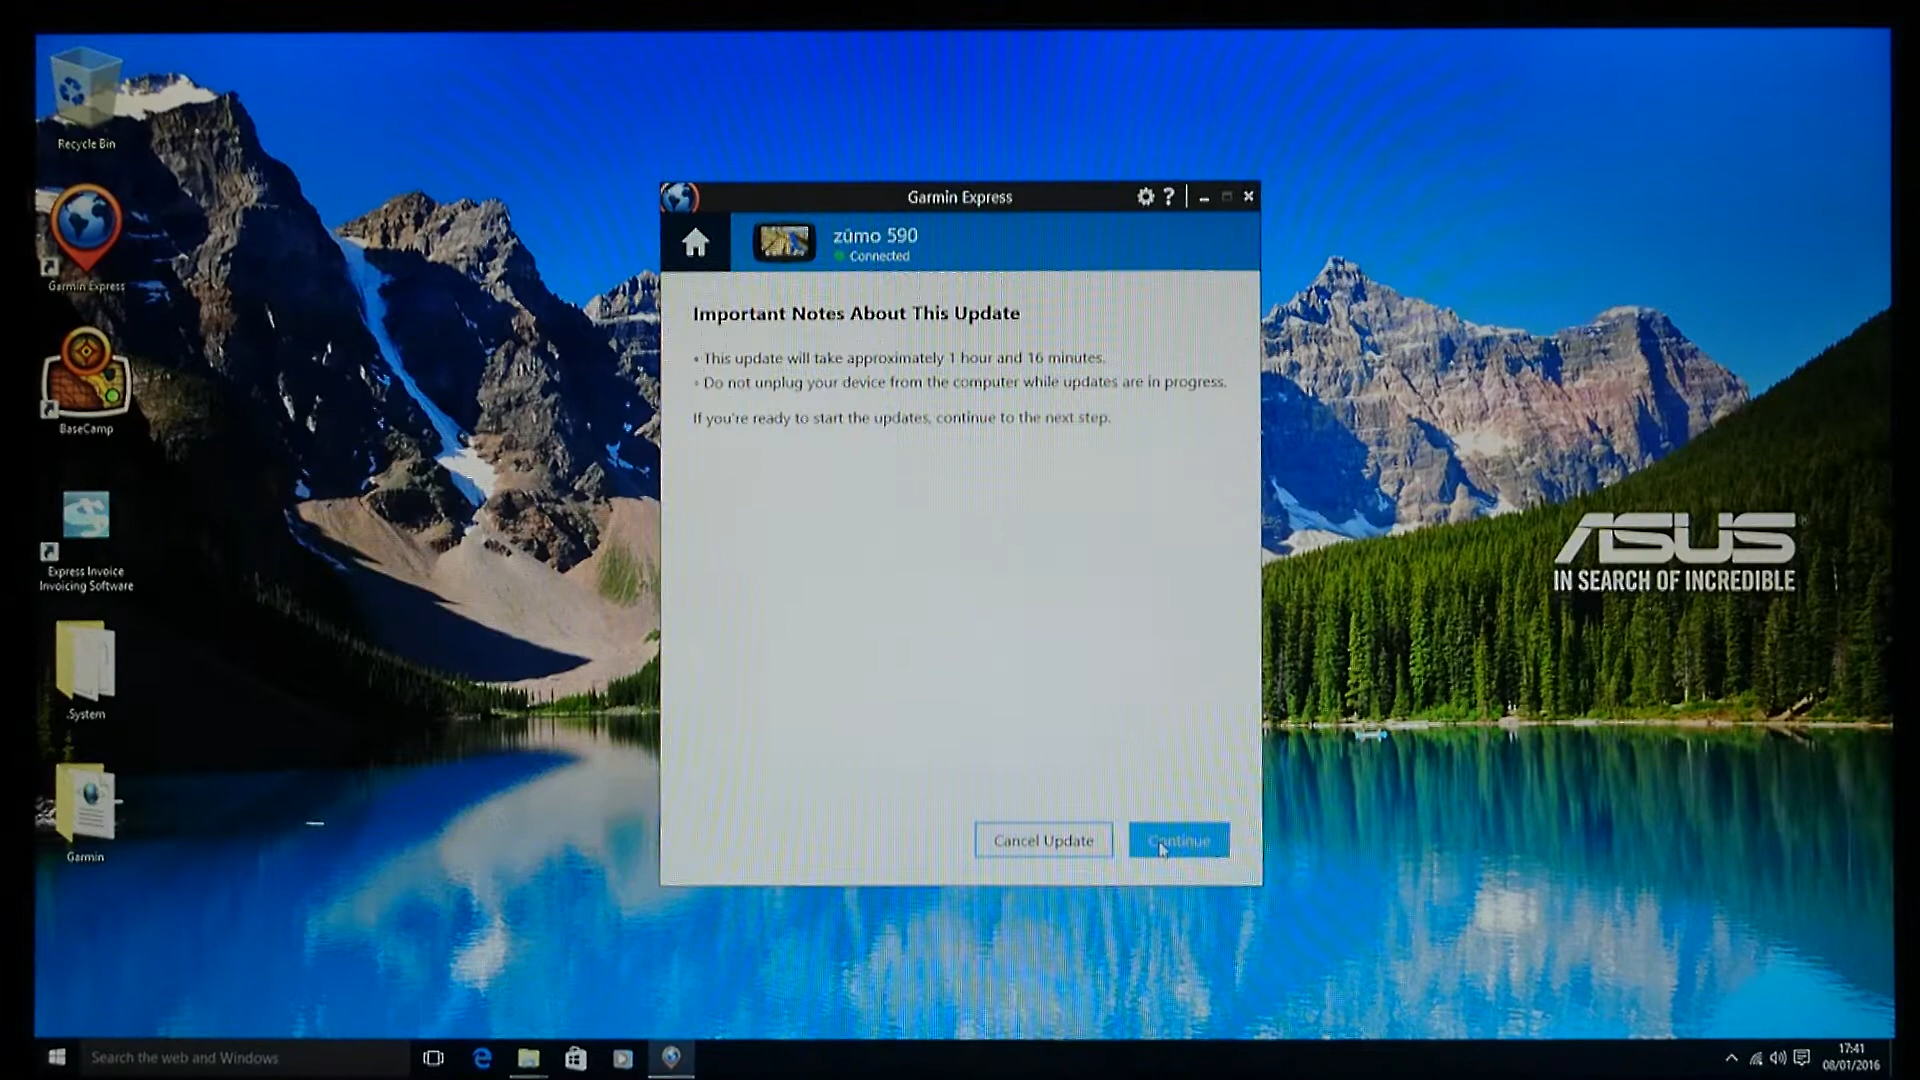 Recycle Bin
Garmin Express
BaseCamp
Express Invoice
Invoicing Software
.System
Garmin
Garmin Express
?
zūmo 590
Connected
Important Notes About This Update
• This update will take approximately 1 hour and 16 minutes.
• Do not unplug your device from the computer while updates are in progress.
If you're ready to start the updates, continue to the next step.
Cancel Update
Continue
ASUS
IN SEARCH OF INCREDIBLE
Search the web and Windows
17:41
08/01/2016